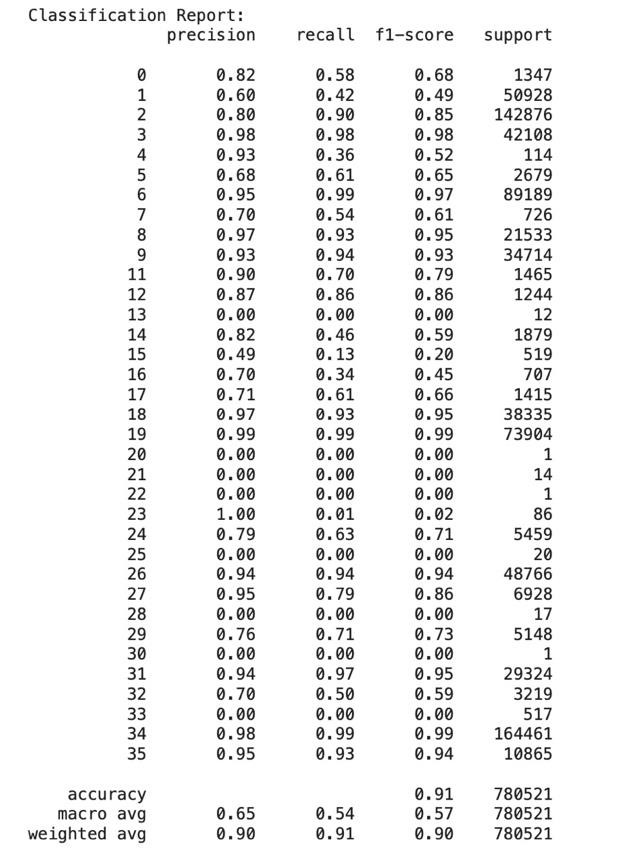 Classification Report:
precision recall f1-score support
0 0.82 0.58 0.68 1347
1 0.60 0.42 0.49 50928
2 0.80 0.90 0.85 142876
3 0.98 0.98 0.98 42108
4 0.93 0.36 0.52 114
5 0.68 0.61 0.65 2679
6 0.95 0.99 0.97 89189
7 0.70 0.54 0.61 726
8 0.97 0.93 0.95 21533
9 0.93 0.94 0.93 34714
11 0.90 0.70 0.79 1465
12 0.87 0.86 0.86 1244
13 0.00 0.00 0.00 12
14 0.82 0.46 0.59 1879
15 0.49 0.13 0.20 519
16 0.70 0.34 0.45 707
17 0.71 0.61 0.66 1415
18 0.97 0.93 0.95 38335
19 0.99 0.99 0.99 73904
20 0.00 0.00 0.00 1
21 0.00 0.00 0.00 14
22 0.00 0.00 0.00 1
23 1.00 0.01 0.02 86
24 0.79 0.63 0.71 5459
25 0.00 0.00 0.00 20
26 0.94 0.94 0.94 48766
27 0.95 0.79 0.86 6928
28 0.00 0.00 0.00 17
29 0.76 0.71 0.73 5148
30 0.00 0.00 0.00 1
31 0.94 0.97 0.95 29324
32 0.70 0.50 0.59 3219
33 0.00 0.00 0.00 517
34 0.98 0.99 0.99 164461
35 0.95 0.93 0.94 10865
accuracy 0.91 780521
macro avg 0.65 0.54 0.57 780521
weighted avg 0.90 0.91 0.90 780521